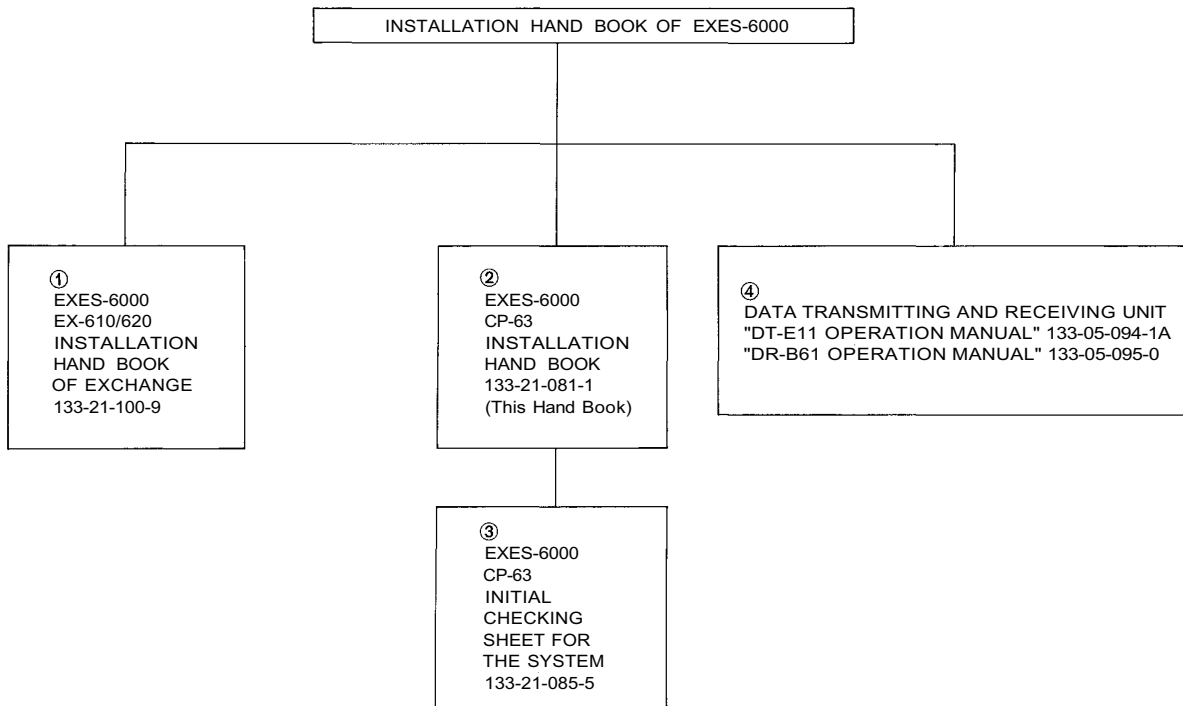 INSTALLATION HAND BOOK OF EXES-6000
①
EXES-6000
EX-610/620
INSTALLATION
HAND BOOK
OF EXCHANGE
133-21-100-9
②
EXES-6000
CP-63
INSTALLATION
HAND BOOK
133-21-081-1
(This Hand Book)
④
DATA TRANSMITTING AND RECEIVING UNIT
"DT-E11 OPERATION MANUAL" 133-05-094-1A
"DR-B61 OPERATION MANUAL" 133-05-095-0
③
EXES-6000
CP-63
INITIAL
CHECKING
SHEET FOR
THE SYSTEM
133-21-085-5